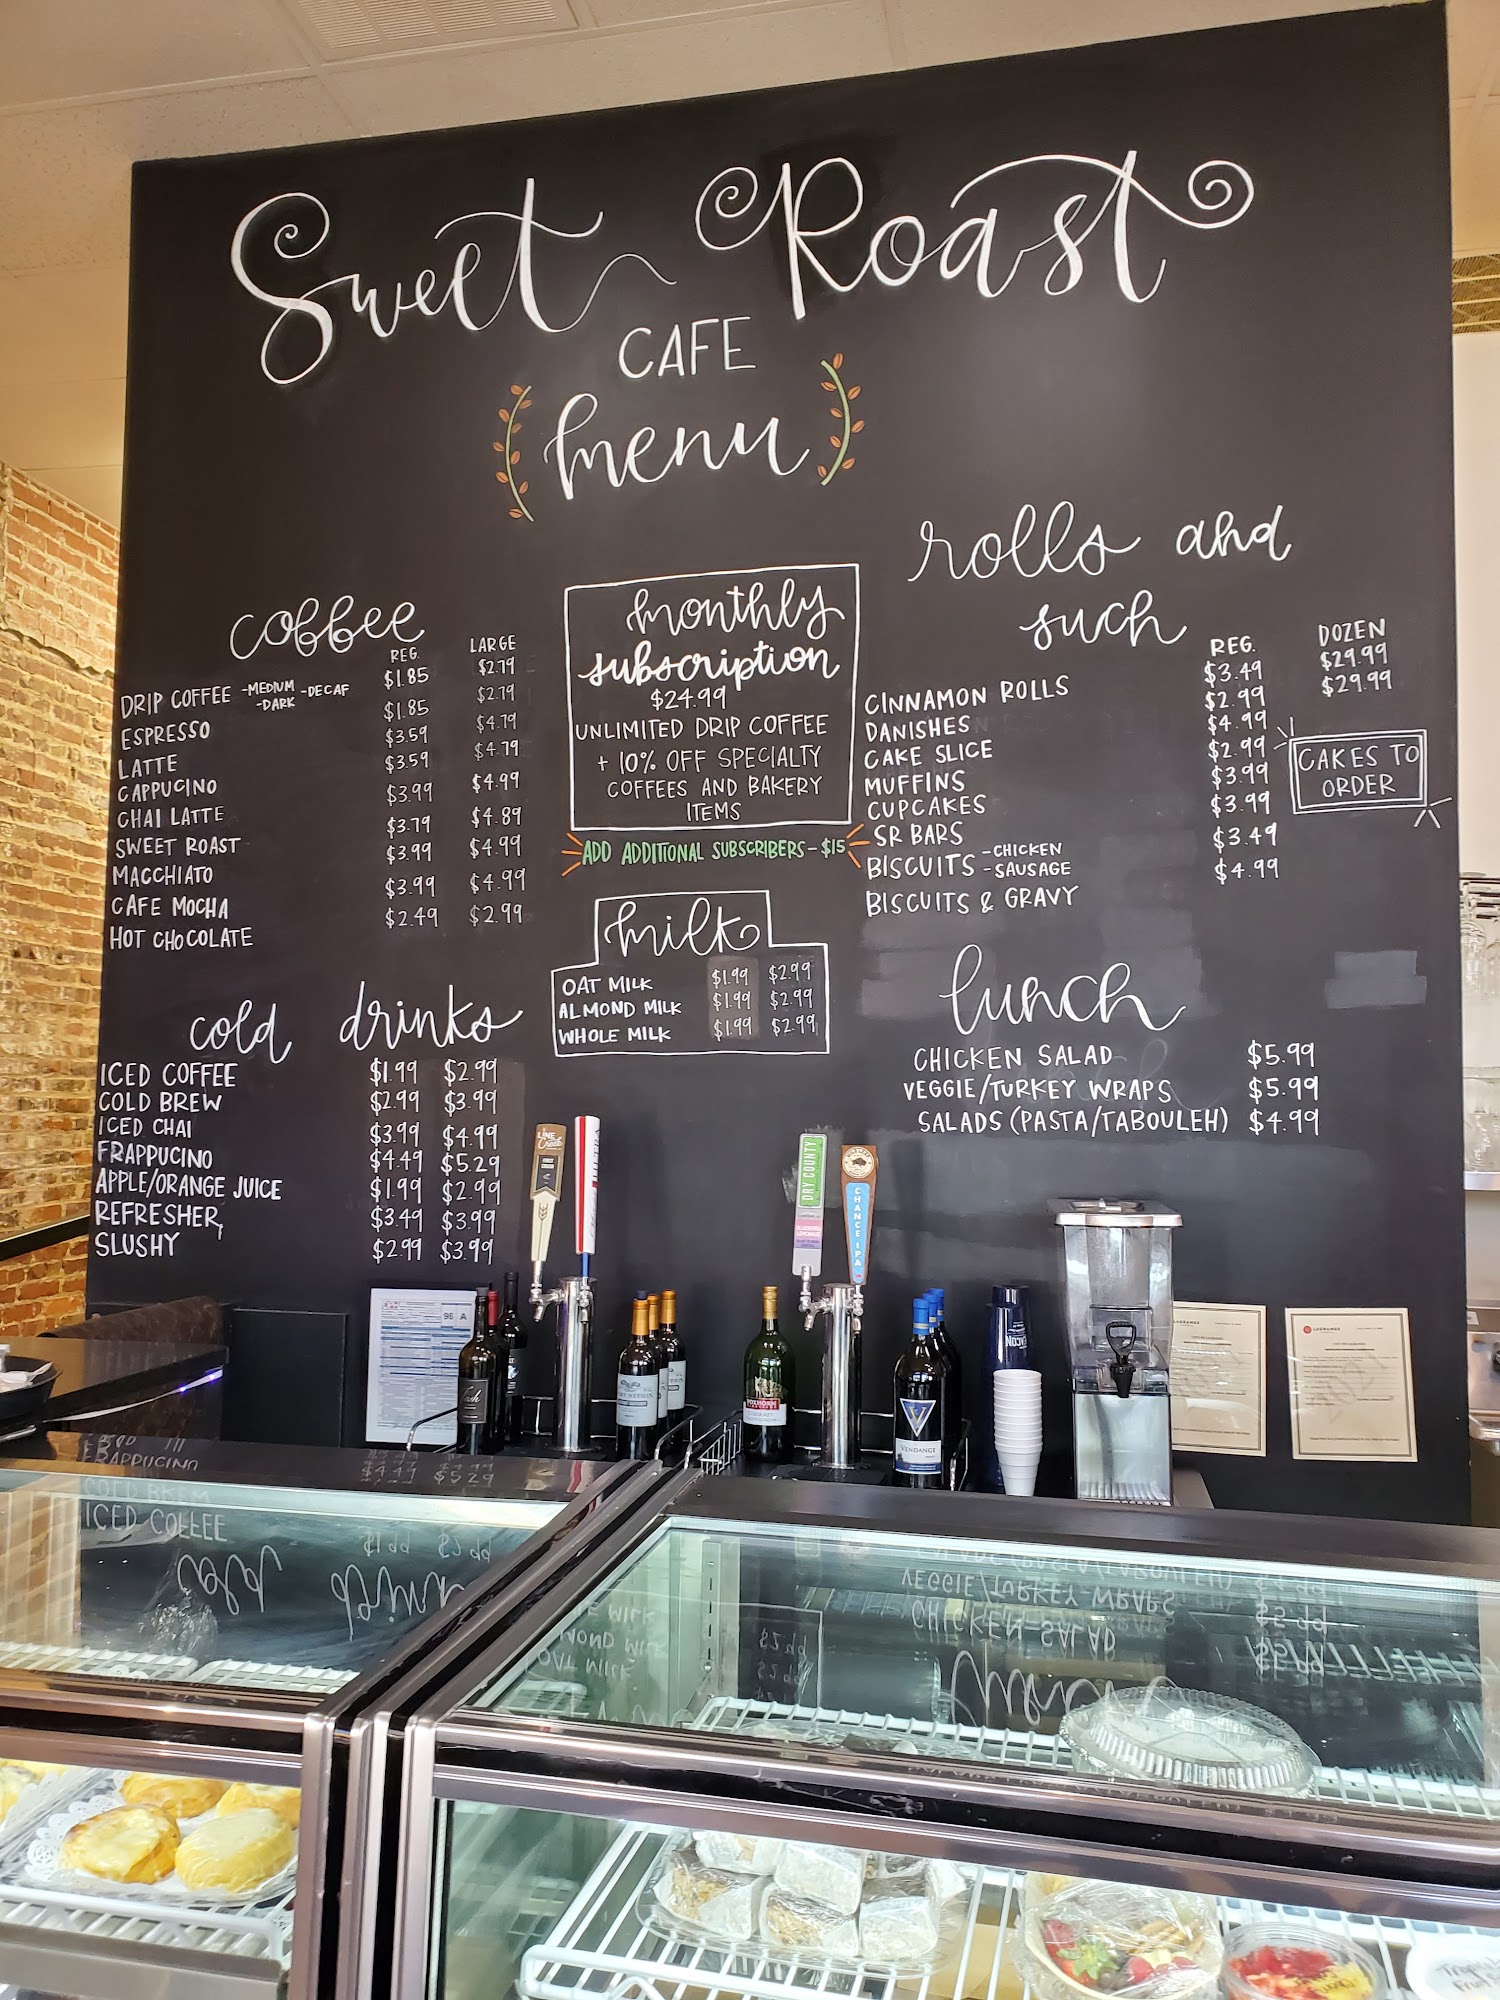 Sweet Roast
CAFE
menu
coffee
REG. LARGE
DRIP COFFEE -MEDIUM -DARK -DECAF $1.85 $2.79
ESPRESSO $1.85 $2.79
LATTE $3.59 $4.79
CAPPUCINO $3.59 $4.79
CHAI LATTE $3.99 $4.99
SWEET ROAST $3.79 $4.89
MACCHIATO $3.99 $4.99
CAFE MOCHA $3.99 $4.99
HOT CHOCOLATE $2.49 $2.99
cold drinks
ICED COFFEE $1.99 $2.99
COLD BREW $2.99 $3.99
ICED CHAI $3.99 $4.99
FRAPPUCINO $4.49 $5.29
APPLE/ORANGE JUICE $1.99 $2.99
REFRESHER, $3.49 $3.99
SLUSHY $2.99 $3.99
monthly
subscription
$24.99
UNLIMITED DRIP COFFEE
+ 10% OFF SPECIALTY
COFFEES AND BAKERY
ITEMS
ADD ADDITIONAL SUBSCRIBERS - $15
milk
OAT MILK $1.99 $2.99
ALMOND MILK $1.99 $2.99
WHOLE MILK $1.99 $2.99
rolls and
such
REG. DOZEN
CINNAMON ROLLS $3.49 $29.99
DANISHES $2.99 $29.99
CAKE SLICE $4.99
MUFFINS $2.99
CUPCAKES $3.99
SR BARS $3.99
BISCUITS -CHICKEN -SAUSAGE $3.49
BISCUITS & GRAVY $4.99
CAKES TO
ORDER
lunch
CHICKEN SALAD $5.99
VEGGIE/TURKEY WRAPS $5.99
SALADS (PASTA/TABOULEH) $4.99
LINE
Creek
DRY COUNTY
CHANCE IPA
96 A
VENDANGE
LAGRANGE
LAGRANGE